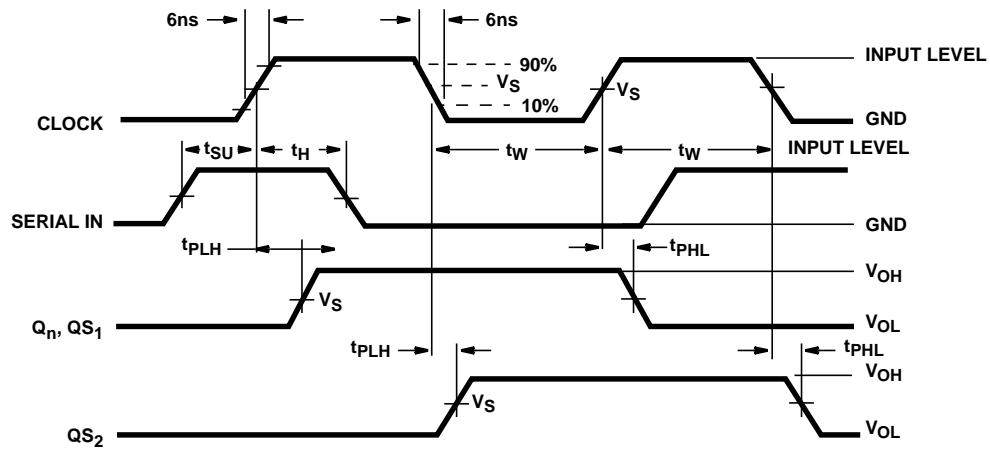 6ns 6ns
INPUT LEVEL
90%
VS VS
10%
CLOCK GND
tSU tH tW tW INPUT LEVEL
SERIAL IN GND
tPLH tPHL
VOH
VS
Qn, QS1 VOL
tPLH tPHL
VOH
VS
QS2 VOL